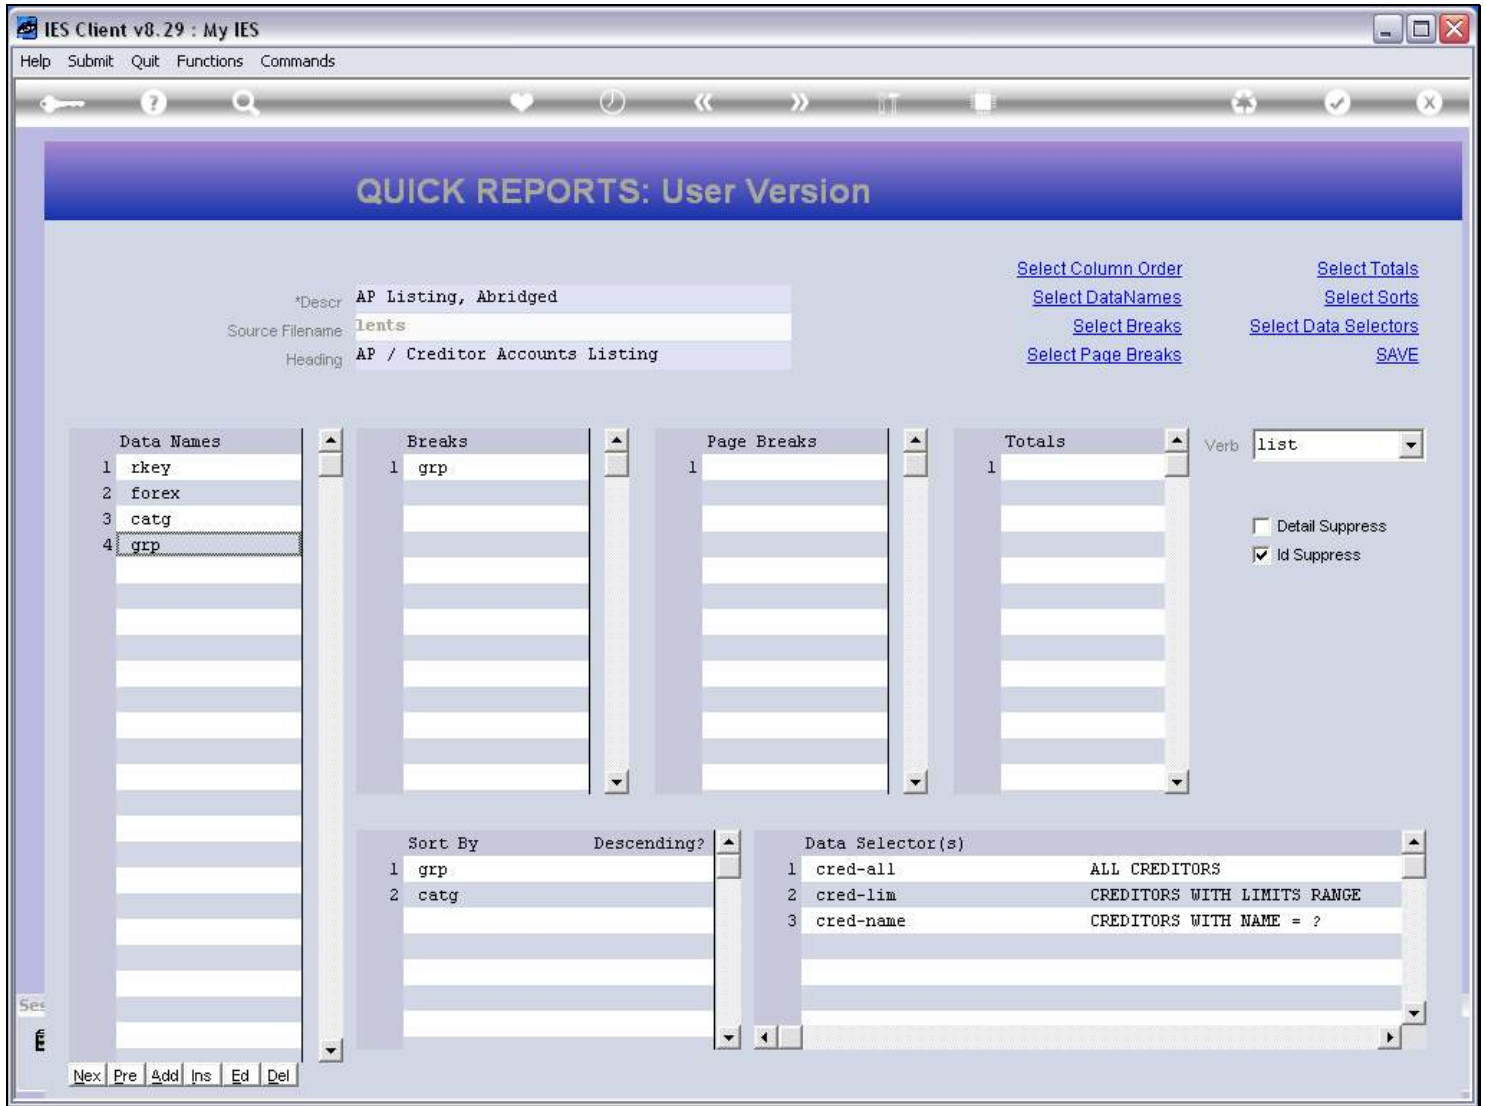 IES Client v8.29 : My IES
Help Submit Quit Functions Commands
QUICK REPORTS: User Version
Select Column Order Select Totals
*Descr AP Listing, Abridged Select DataNames Select Sorts
Source Filename lents Select Breaks Select Data Selectors
Heading AP / Creditor Accounts Listing Select Page Breaks SAVE
Data Names Breaks Page Breaks Totals Verb list
1 rkey 1 grp 1 1
2 forex
3 catg Detail Suppress
4 grp Id Suppress
Sort By Descending? Data Selector(s)
1 grp 1 cred-all ALL CREDITORS
2 catg 2 cred-lim CREDITORS WITH LIMITS RANGE
3 cred-name CREDITORS WITH NAME = ?
Ses
Nex Pre Add Ins Ed Del